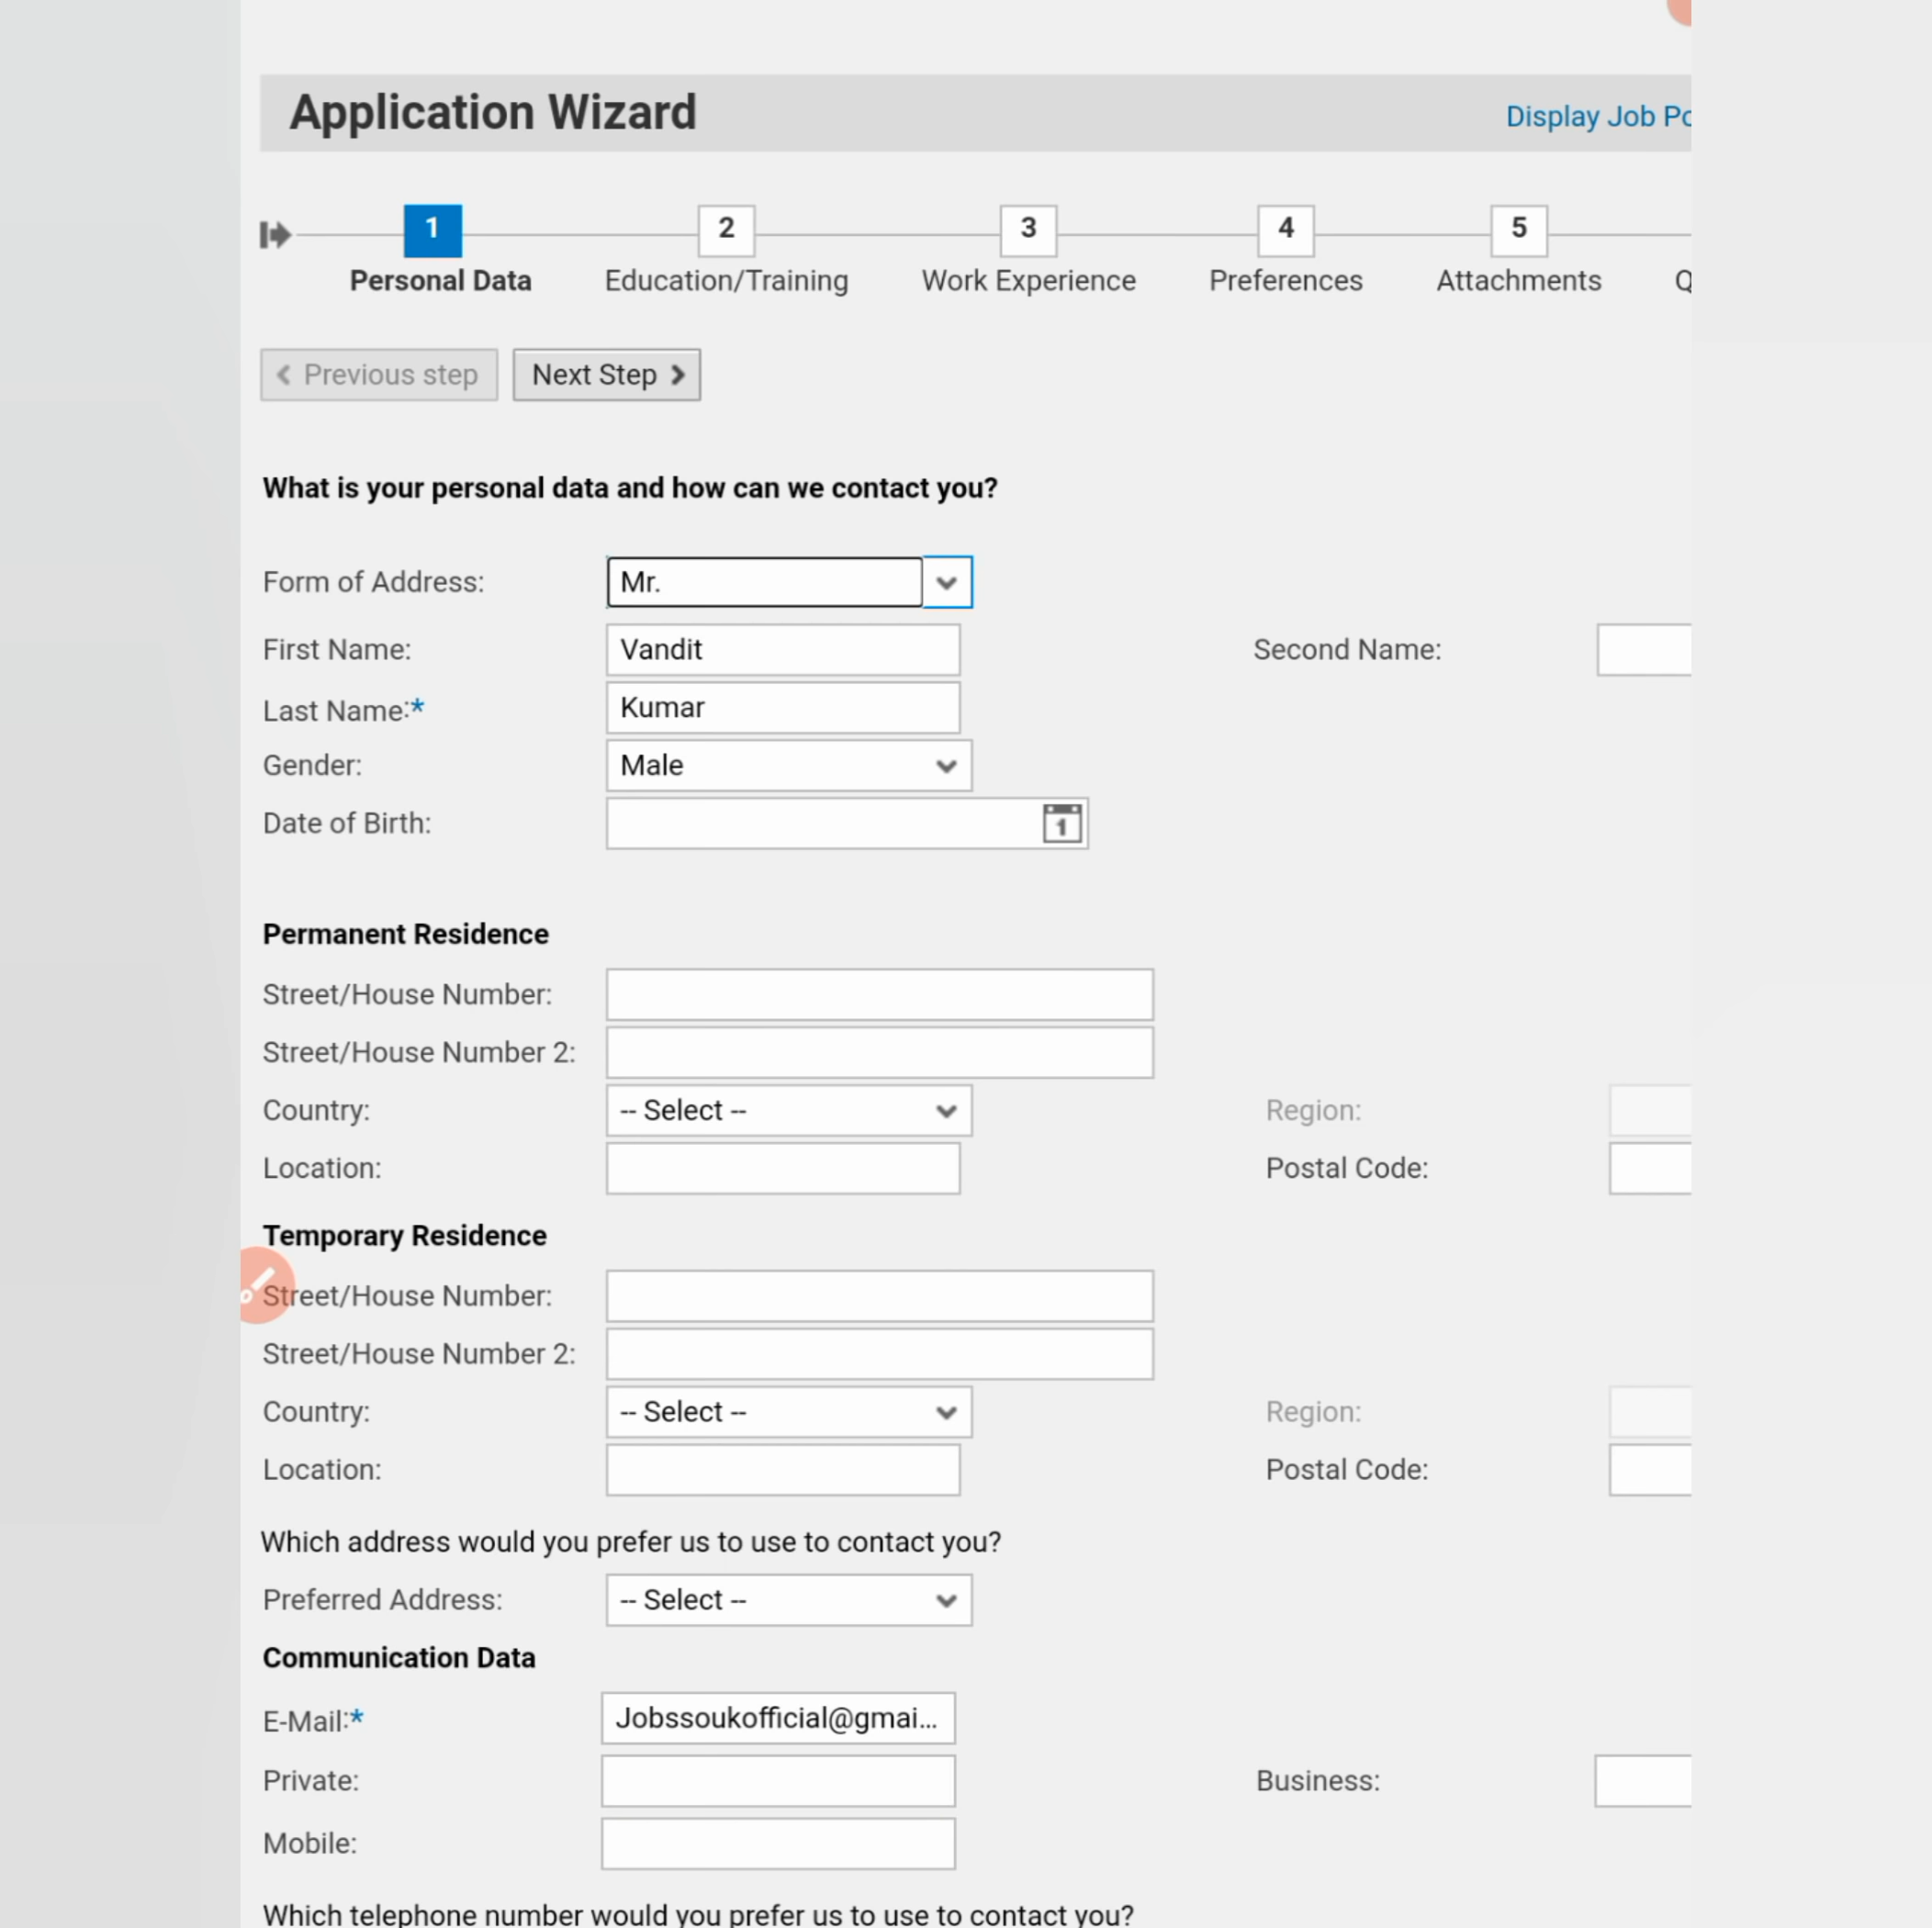 Application Wizard Display Job Po
1 2 3 4 5
Personal Data Education/Training Work Experience Preferences Attachments Q
Previous step Next Step
What is your personal data and how can we contact you?
Form of Address: Mr.
First Name: Vandit Second Name:
Last Name:* Kumar
Gender: Male
Date of Birth: 1
Permanent Residence
Street/House Number:
Street/House Number 2:
Country: -- Select -- Region:
Location: Postal Code:
Temporary Residence
Street/House Number:
Street/House Number 2:
Country: -- Select -- Region:
Location: Postal Code:
Which address would you prefer us to use to contact you?
Preferred Address: -- Select --
Communication Data
E-Mail:* Jobssoukofficial@gmai...
Private: Business:
Mobile:
Which telephone number would you prefer us to use to contact you?